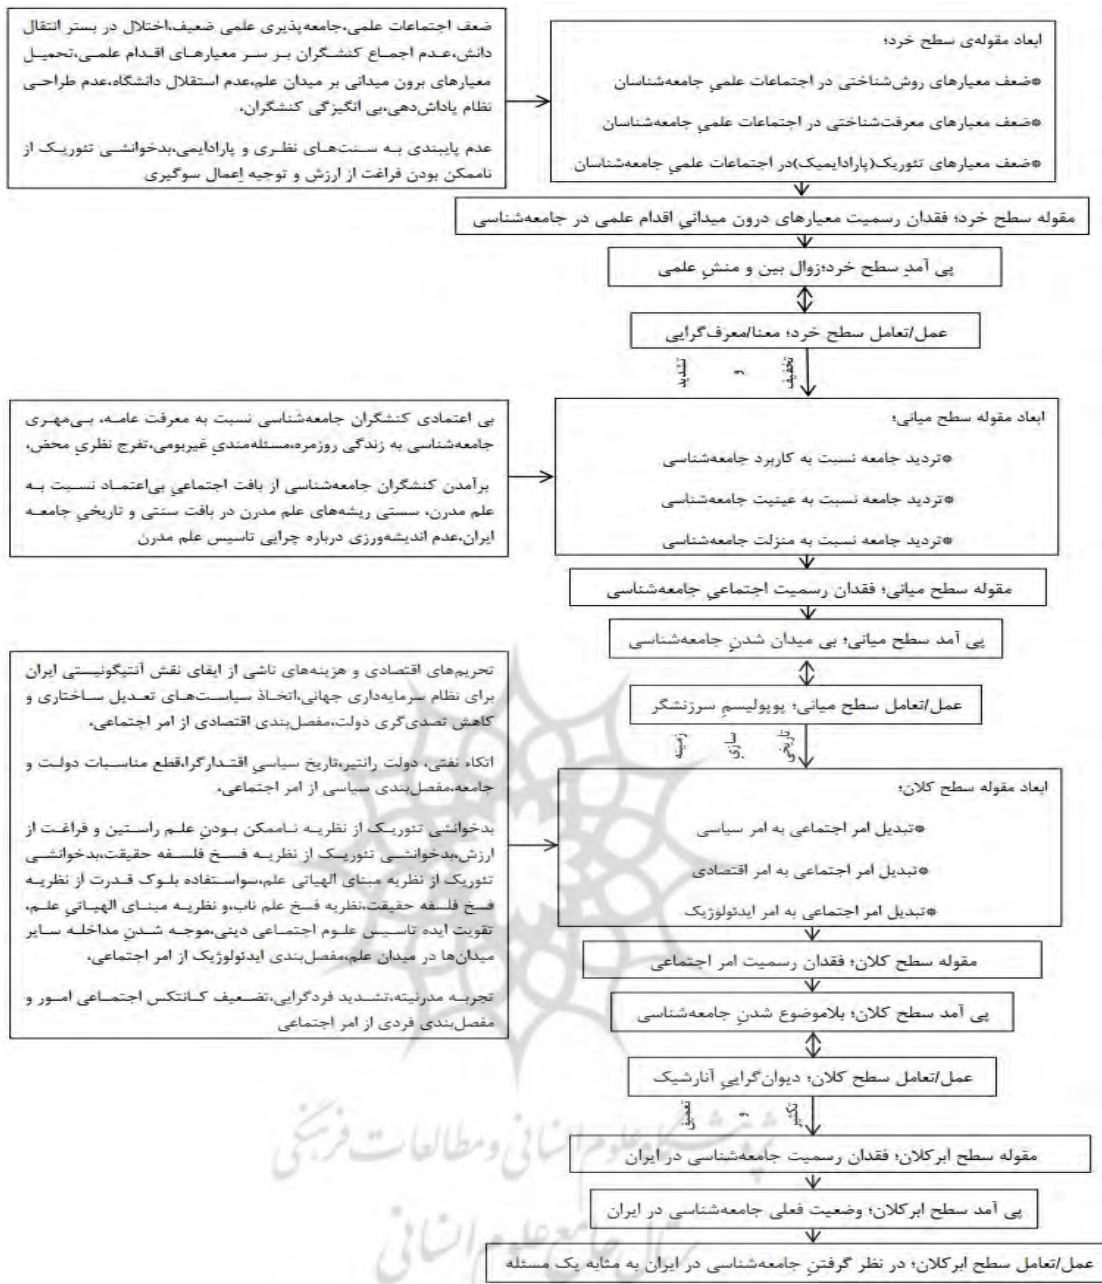 ابعاد مقوله‌ی سطح خرد؛
*ضعف معیارهای روش‌شناختی در اجتماعات علمیِ جامعه‌شناسان
*ضعف معیارهای معرفت‌شناختی در اجتماعات علمیِ جامعه‌شناسان
*ضعف معیارهای تئوریک(پارادایمیک)در اجتماعات علمیِ جامعه‌شناسان
ضعف اجتماعات علمی،جامعه‌پذیری علمی ضعیف،اختلال در بستر انتقال
دانش،عدم اجماع کنشگران بر سر معیارهای اقدام علمی،تحمیل
معیارهای برون میدانی بر میدان علم،عدم استقلال دانشگاه،عدم طراحی
نظام پاداش‌دهی،بی انگیزگی کنشگران،
عدم پایبندی به سنت‌های نظری و پارادایمی،بدخوانشی تئوریک از
ناممکن بودن فراغت از ارزش و توجیه اِعمال سوگیری
مقوله سطح خرد؛ فقدان رسمیت معیارهای درون میدانیِ اقدام علمی در جامعه‌شناسی
پی آمدِ سطح خرد؛زوال بین و منشِ علمی
عمل/تعامل سطح خرد؛ معنا/معرف‌گرایی
تخفیف
و
تشدید
ابعاد مقوله سطح میانی؛
*تردید جامعه نسبت به کاربرد جامعه‌شناسی
*تردید جامعه نسبت به عینیت جامعه‌شناسی
*تردید جامعه نسبت به منزلت جامعه‌شناسی
بی اعتمادی کنشگران جامعه‌شناسی نسبت به معرفت عامه، بی‌مهری
جامعه‌شناسی به زندگی روزمره،مسئله‌مندیِ غیربومی،تفرج نظریِ محض،
برآمدن کنشگران جامعه‌شناسی از بافت اجتماعیِ بی‌اعتماد نسبت به
علم مدرن، سستی ریشه‌های علم مدرن در بافت سنتی و تاریخیِ جامعه
ایران،عدم اندیشه‌ورزی درباره چرایی تاسیس علم مدرن
مقوله سطح میانی؛ فقدان رسمیت اجتماعیِ جامعه‌شناسی
پی آمد سطح میانی؛ بی میدان شدنِ جامعه‌شناسی
عمل/تعامل سطح میانی؛ پوپولیسمِ سرزنشگر
تاریخی
سازیِ
زمینه
ابعاد مقوله سطح کلان؛
*تبدیل امر اجتماعی به امر سیاسی
*تبدیل امر اجتماعی به امر اقتصادی
*تبدیل امر اجتماعی به امر ایدئولوژیک
تحریم‌های اقتصادی و هزینه‌های ناشی از ایفای نقش آنتیگونیستی ایران
برای نظام سرمایه‌داری جهانی،اتخاذ سیاست‌های تعدیل ساختاری و
کاهش تصدی‌گری دولت،مفصل‌بندی اقتصادی از امر اجتماعی،
اتکاء نفتی، دولت رانتیر،تاریخ سیاسیِ اقتدارگرا،قطع مناسبات دولت و
جامعه،مفصل‌بندی سیاسی از امر اجتماعی،
بدخوانشی تئوریک از نظریه ناممکن بودنِ علم راستین و فراغت از
ارزش،بدخوانشی تئوریک از نظریه فسخ فلسفه حقیقت،بدخوانشی
تئوریک از نظریه مبنای الهیاتی علم،سواستفاده بلوک قدرت از نظریه
فسخ فلسفه حقیقت،نظریه فسخ علم ناب،و نظریه مبنای الهیاتیِ علم،
تقویت ایده تاسیس علوم اجتماعی دینی،موجه شدنِ مداخله سایر
میدان‌ها در میدان علم،مفصل‌بندی ایدئولوژیک از امر اجتماعی،
تجربه مدرنیته،تشدید فردگرایی،تضعیف کانتکس اجتماعی امور و
مفصل‌بندی فردی از امر اجتماعی
مقوله سطح کلان؛ فقدان رسمیت امر اجتماعی
پی آمد سطح کلان؛ بلاموضوع شدنِ جامعه‌شناسی
عمل/تعامل سطح کلان؛ دیوان‌گراییِ آنارشیک
تکثیر
و
تعمیق
مقوله سطح ابرکلان؛ فقدان رسمیت جامعه‌شناسی در ایران
پی آمد سطح ابرکلان؛ وضعیت فعلی جامعه‌شناسی در ایران
عمل/تعامل سطح ابرکلان؛ در نظر گرفتنِ جامعه‌شناسی در ایران به مثابه یک مسئله
پژوهشگاه علوم انسانی و مطالعات فرهنگی
پرتال جامع علوم انسانی